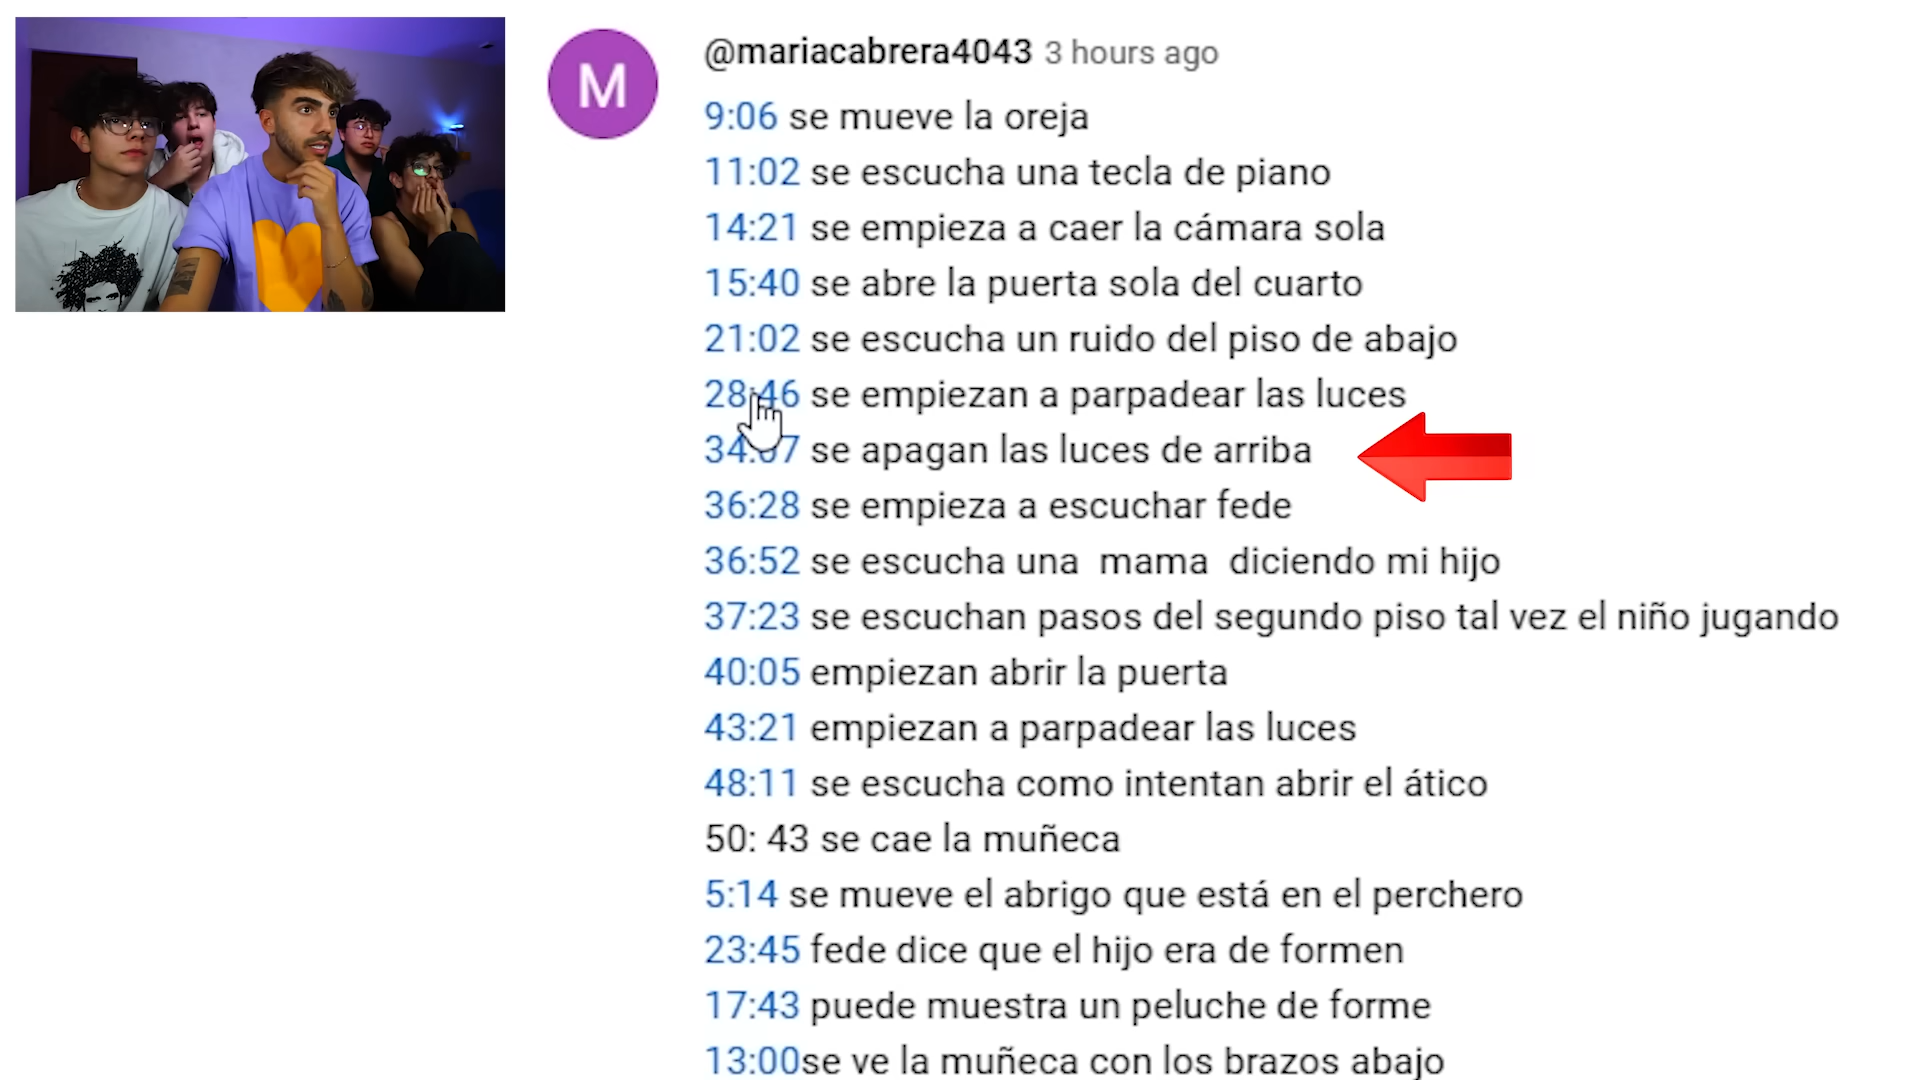 M
@mariacabrera4043 3 hours ago
9:06 se mueve la oreja
11:02 se escucha una tecla de piano
14:21 se empieza a caer la cámara sola
15:40 se abre la puerta sola del cuarto
21:02 se escucha un ruido del piso de abajo
28:46 se empiezan a parpadear las luces
se apagan las luces de arriba
36:28 se empieza a escuchar fede
36:52 se escucha una mama diciendo mi hijo
37:23 se escuchan pasos del segundo piso tal vez el niño jugando
40:05 empiezan abrir la puerta
43:21 empiezan a parpadear las luces
48:11 se escucha como intentan abrir el ático
50: 43 se cae la muñeca
5:14 se mueve el abrigo que está en el perchero
23:45 fede dice que el hijo era de formen
17:43 puede muestra un peluche de forme
13:00se ve la muñeca con los brazos abajo